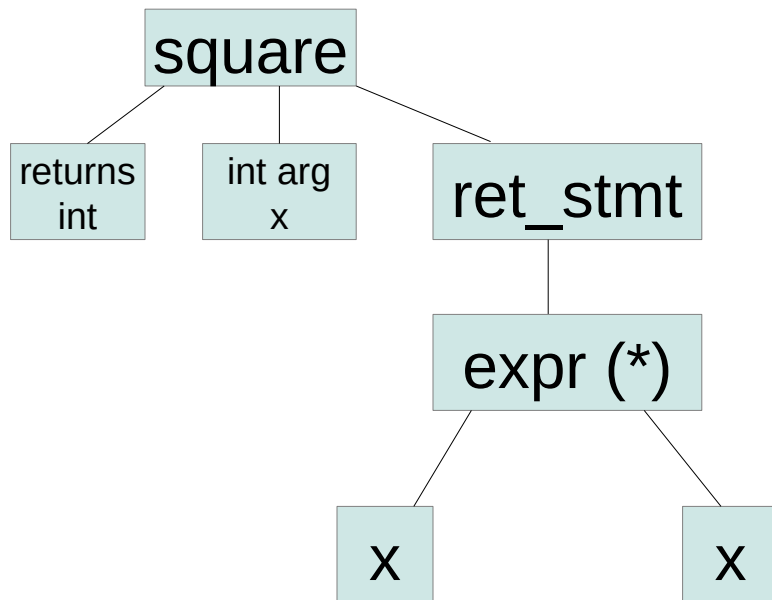 square
returns
int
int arg
x
ret_stmt
expr (*)
x
x